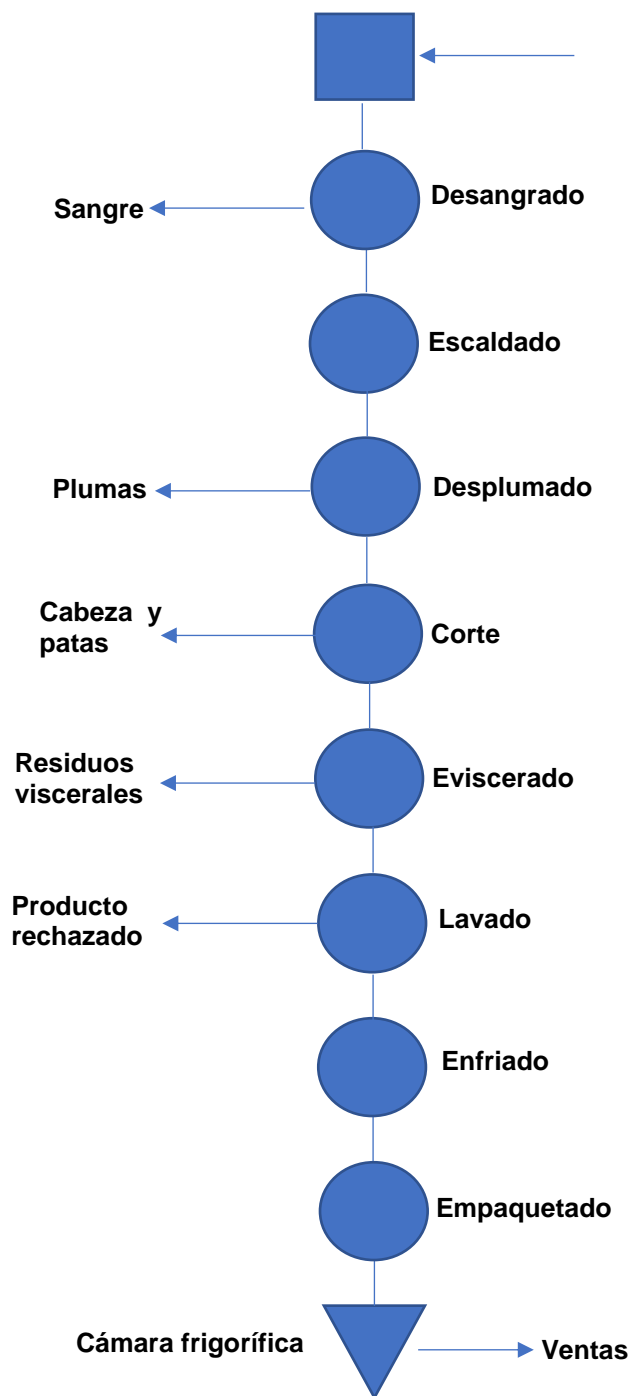 Desangrado
Sangre
Escaldado
Plumas
Desplumado
Cabeza y
patas
Corte
Residuos
viscerales
Eviscerado
Producto
rechazado
Lavado
Enfriado
Empaquetado
Cámara frigorífica
Ventas